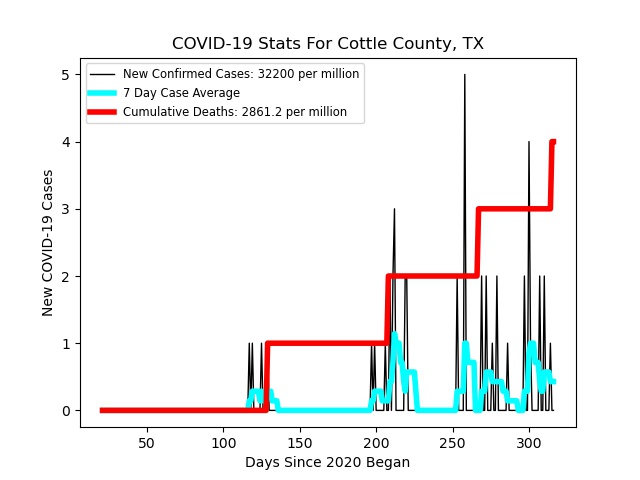 COVID-19 Stats For Cottle County, TX
New Confirmed Cases: 32200 per million
7 Day Case Average
Cumulative Deaths: 2861.2 per million
New COVID-19 Cases
5
4
3
2
1
0
50 100 150 200 250 300
Days Since 2020 Began